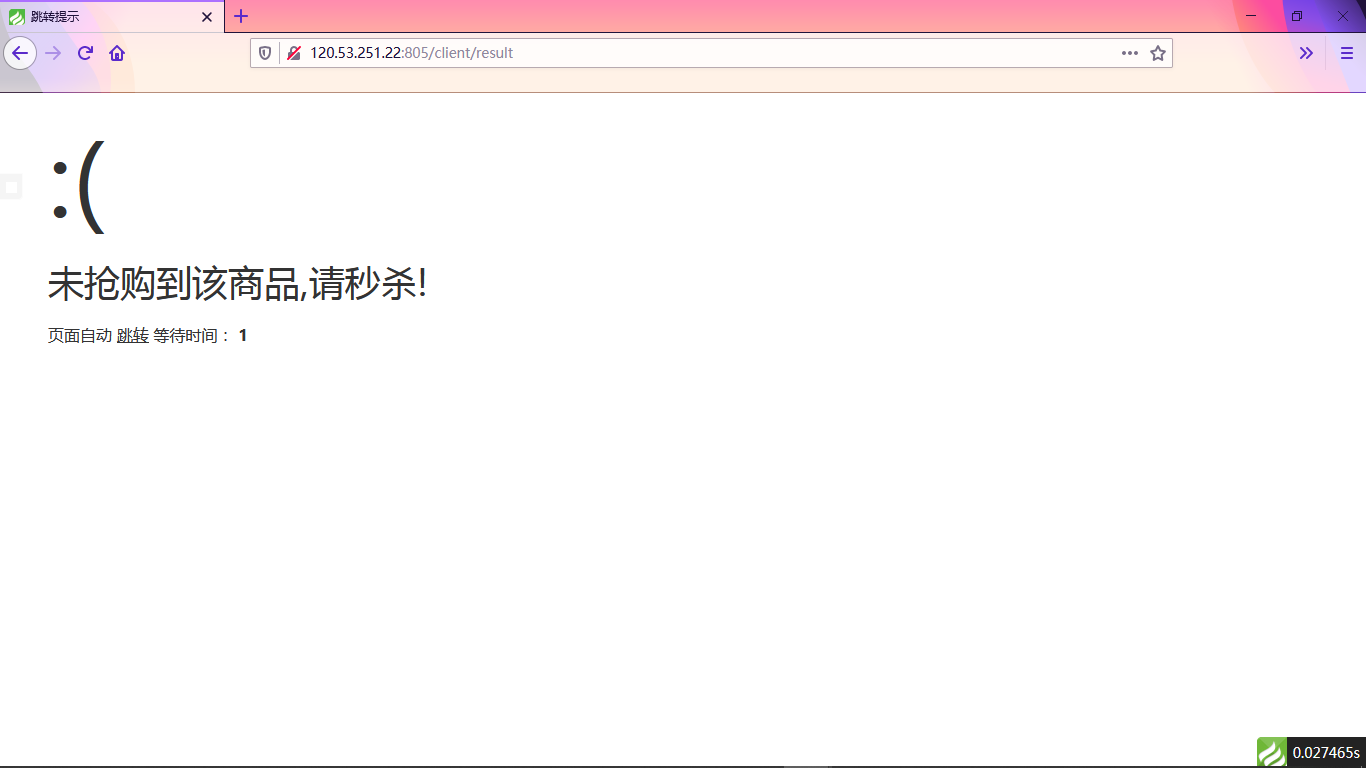 跳转提示
120.53.251.22:805/client/result
:(
未抢购到该商品,请秒杀!
页面自动 跳转 等待时间： 1
0.027465s